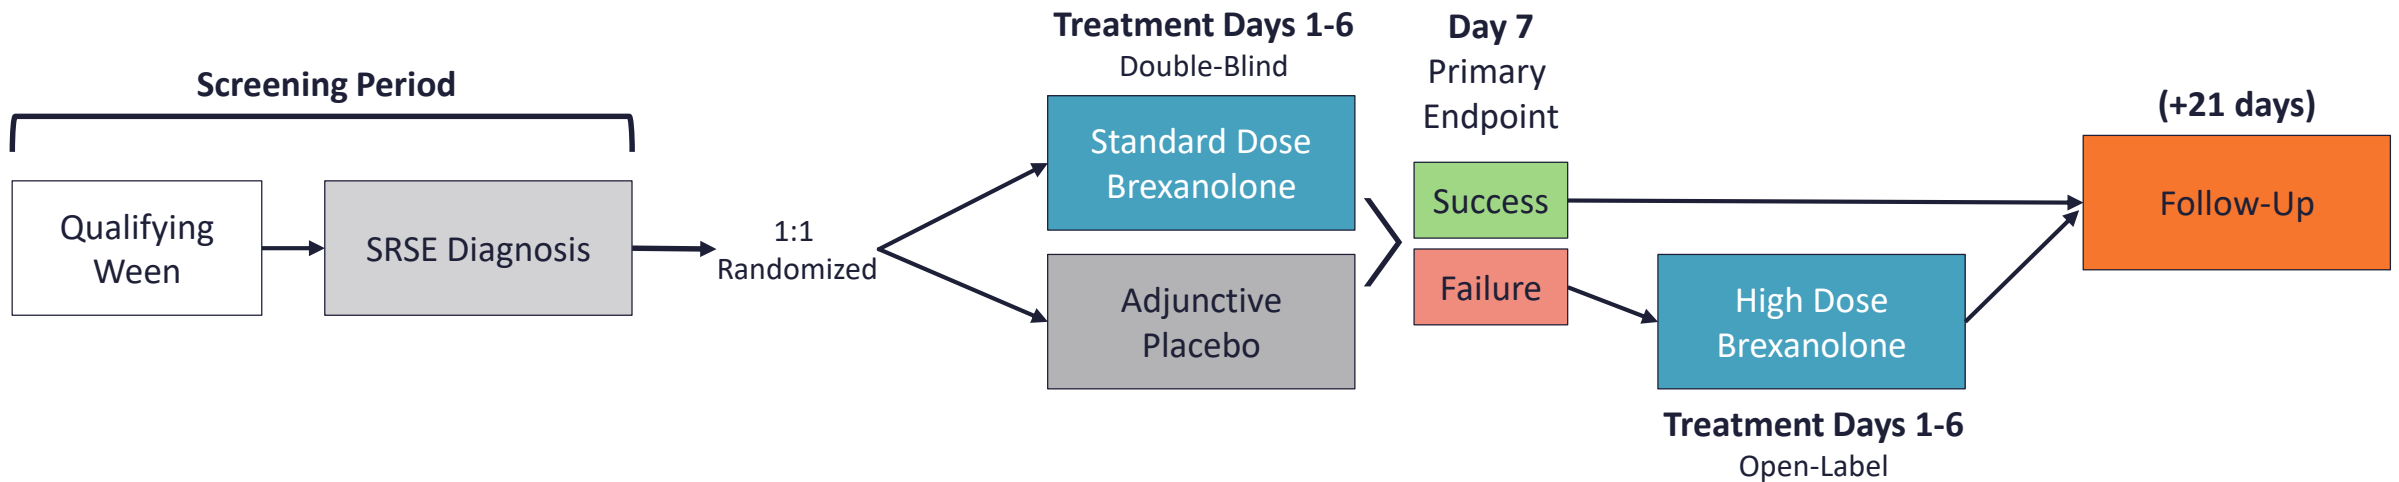 Screening Period
Qualifying
Ween
SRSE Diagnosis
1:1
Randomized
Treatment Days 1-6
Double-Blind
Standard Dose
Brexanolone
Adjunctive
Placebo
Day 7
Primary
Endpoint
Success
Failure
High Dose
Brexanolone
Treatment Days 1-6
Open-Label
(+21 days)
Follow-Up